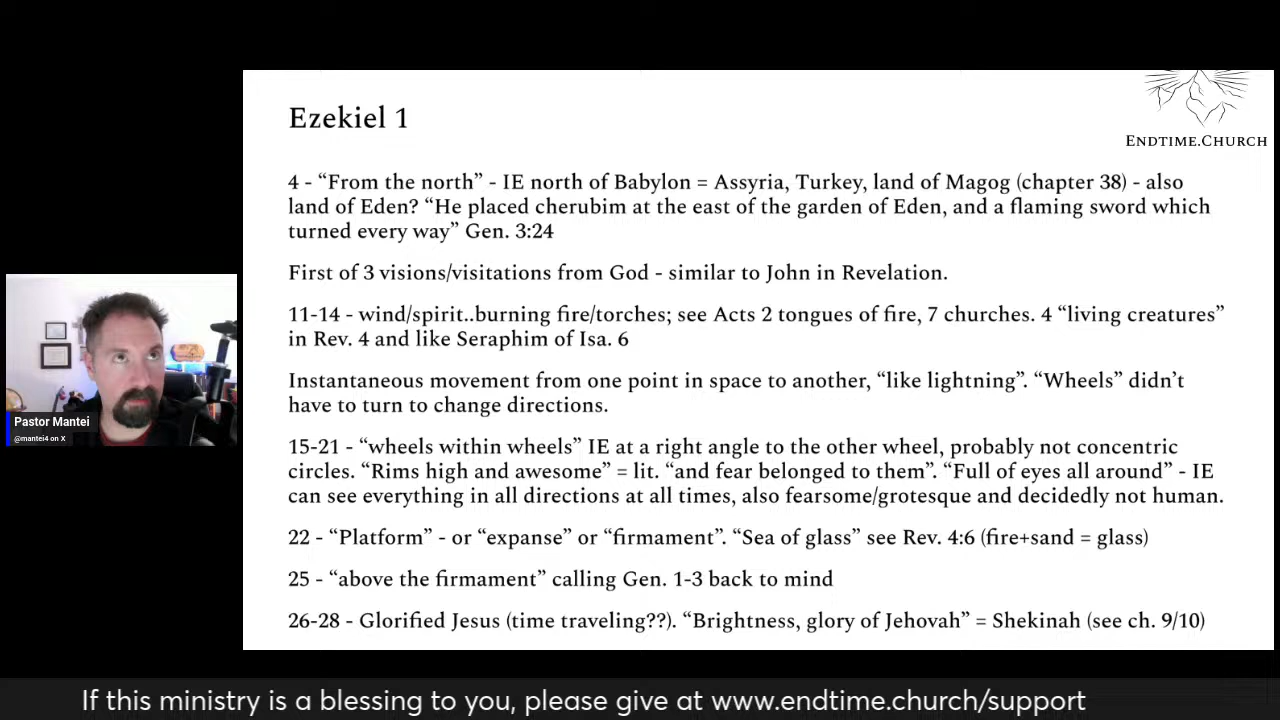 Ezekiel 1
ENDTIME.CHURCH
4 - “From the north” - IE north of Babylon = Assyria, Turkey, land of Magog (chapter 38) - also
land of Eden? “He placed cherubim at the east of the garden of Eden, and a flaming sword which
turned every way” Gen. 3:24
First of 3 visions/visitations from God - similar to John in Revelation.
11-14 - wind/spirit..burning fire/torches; see Acts 2 tongues of fire, 7 churches. 4 “living creatures”
in Rev. 4 and like Seraphim of Isa. 6
Instantaneous movement from one point in space to another, “like lightning”. “Wheels” didn’t
have to turn to change directions.
15-21 - “wheels within wheels” IE at a right angle to the other wheel, probably not concentric
circles. “Rims high and awesome” = lit. “and fear belonged to them”. “Full of eyes all around” - IE
can see everything in all directions at all times, also fearsome/grotesque and decidedly not human.
22 - “Platform” - or “expanse” or “firmament”. “Sea of glass” see Rev. 4:6 (fire+sand = glass)
25 - “above the firmament” calling Gen. 1-3 back to mind
26-28 - Glorified Jesus (time traveling??). “Brightness, glory of Jehovah” = Shekinah (see ch. 9/10)
Pastor Mantei
@mantei4 on X
If this ministry is a blessing to you, please give at www.endtime.church/support